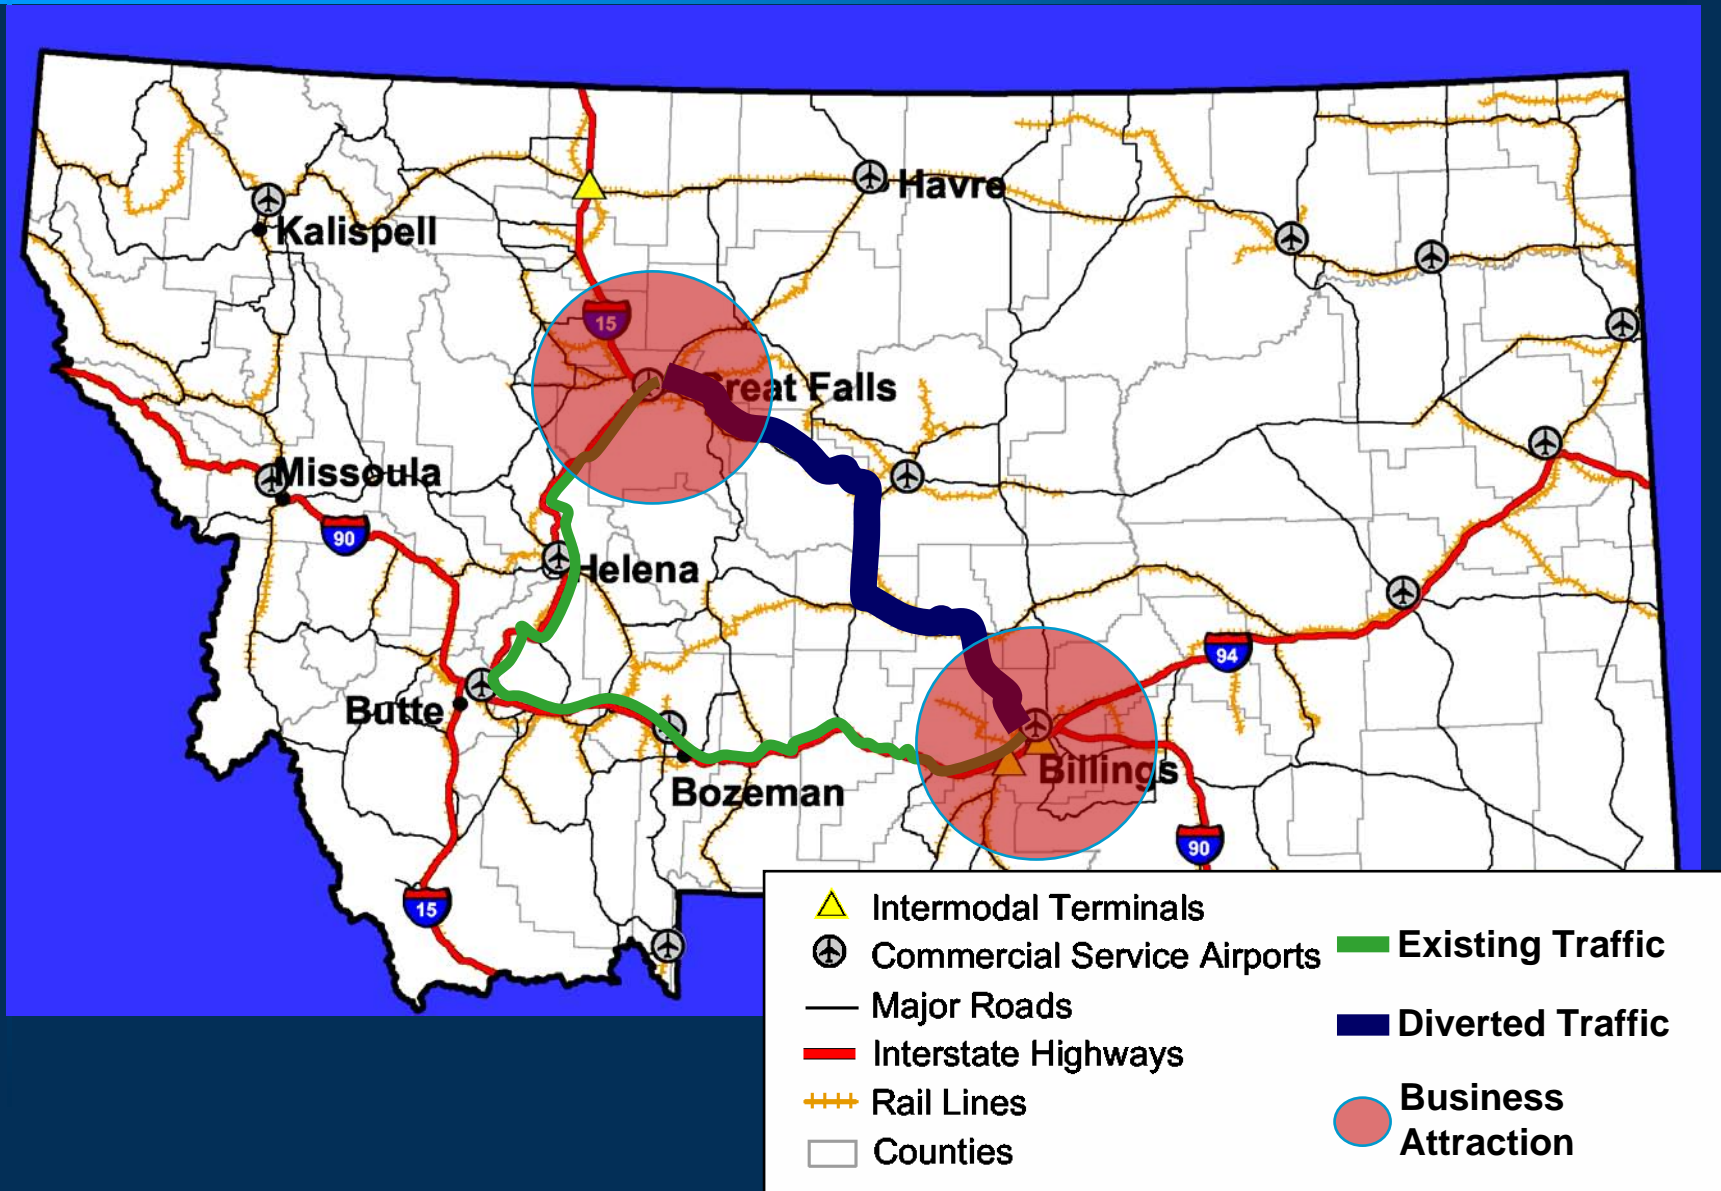 Havre
Kalispell
15
Great Falls
Missoula
90
Helena
94
Butte
Billings
Bozeman
90
15
Intermodal Terminals
Commercial Service Airports
Major Roads
Interstate Highways
Rail Lines
Counties
Existing Traffic
Diverted Traffic
Business
Attraction